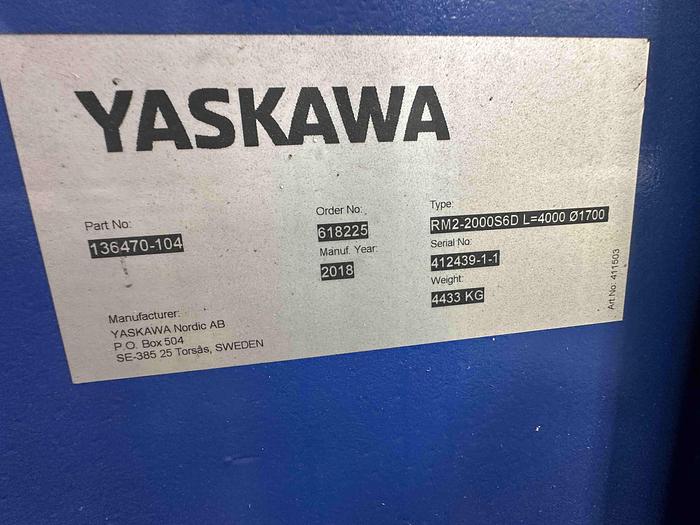 YASKAWA
Part No:
136470-104
Order No:
618225
Manuf. Year:
2018
Type:
RM2-2000S6D L=4000 Ø1700
Serial No:
412439-1-1
Weight:
4433 KG
Manufacturer:
YASKAWA Nordic AB
P.O. Box 504
SE-385 25 Torsås, SWEDEN
Art No: 411503